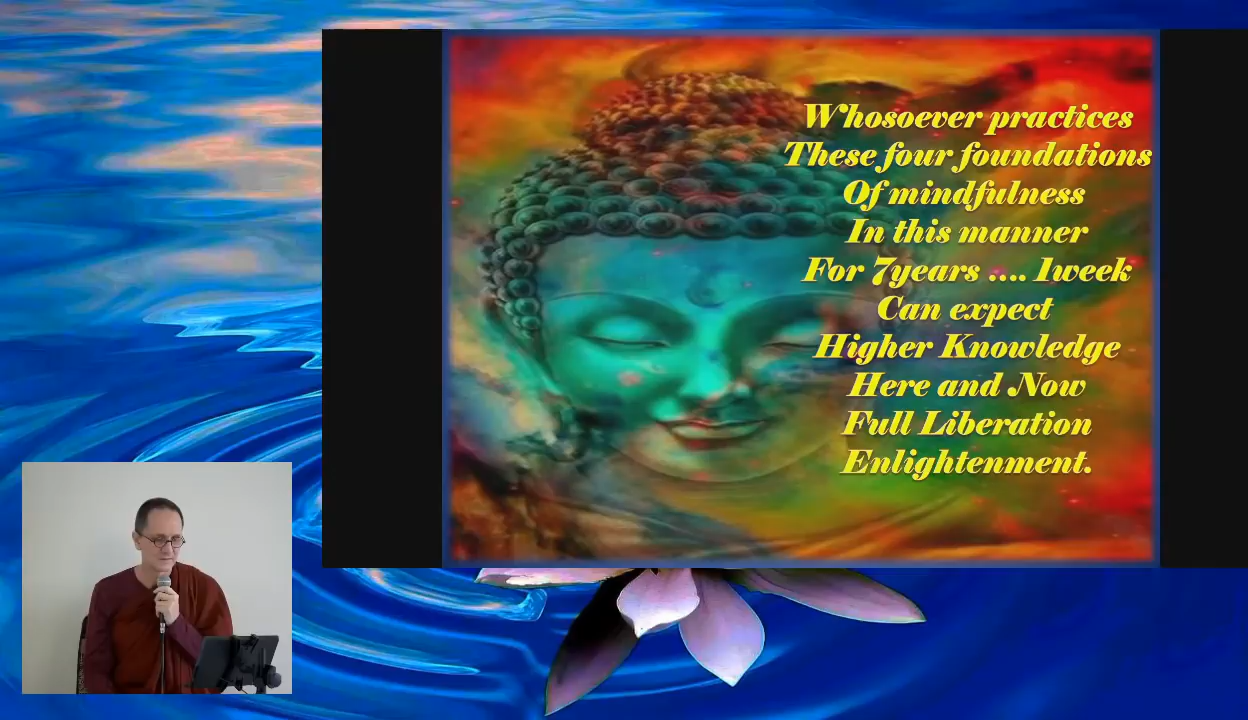 Whosoever practices
These four foundations
Of mindfulness
In this manner
For 7years .... 1week
Can expect
Higher Knowledge
Here and Now
Full Liberation
Enlightenment.